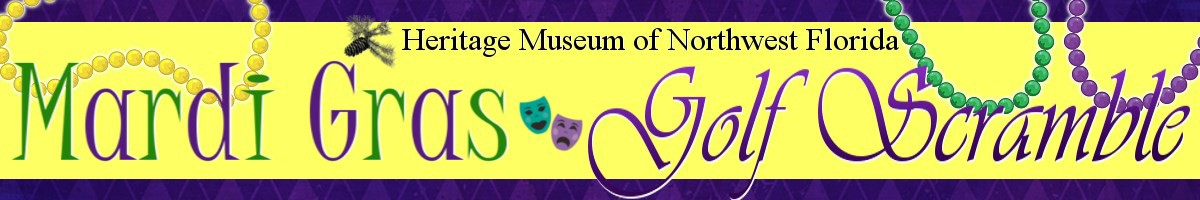 Heritage Museum of Northwest Florida
Mardi Gras Golf Scramble